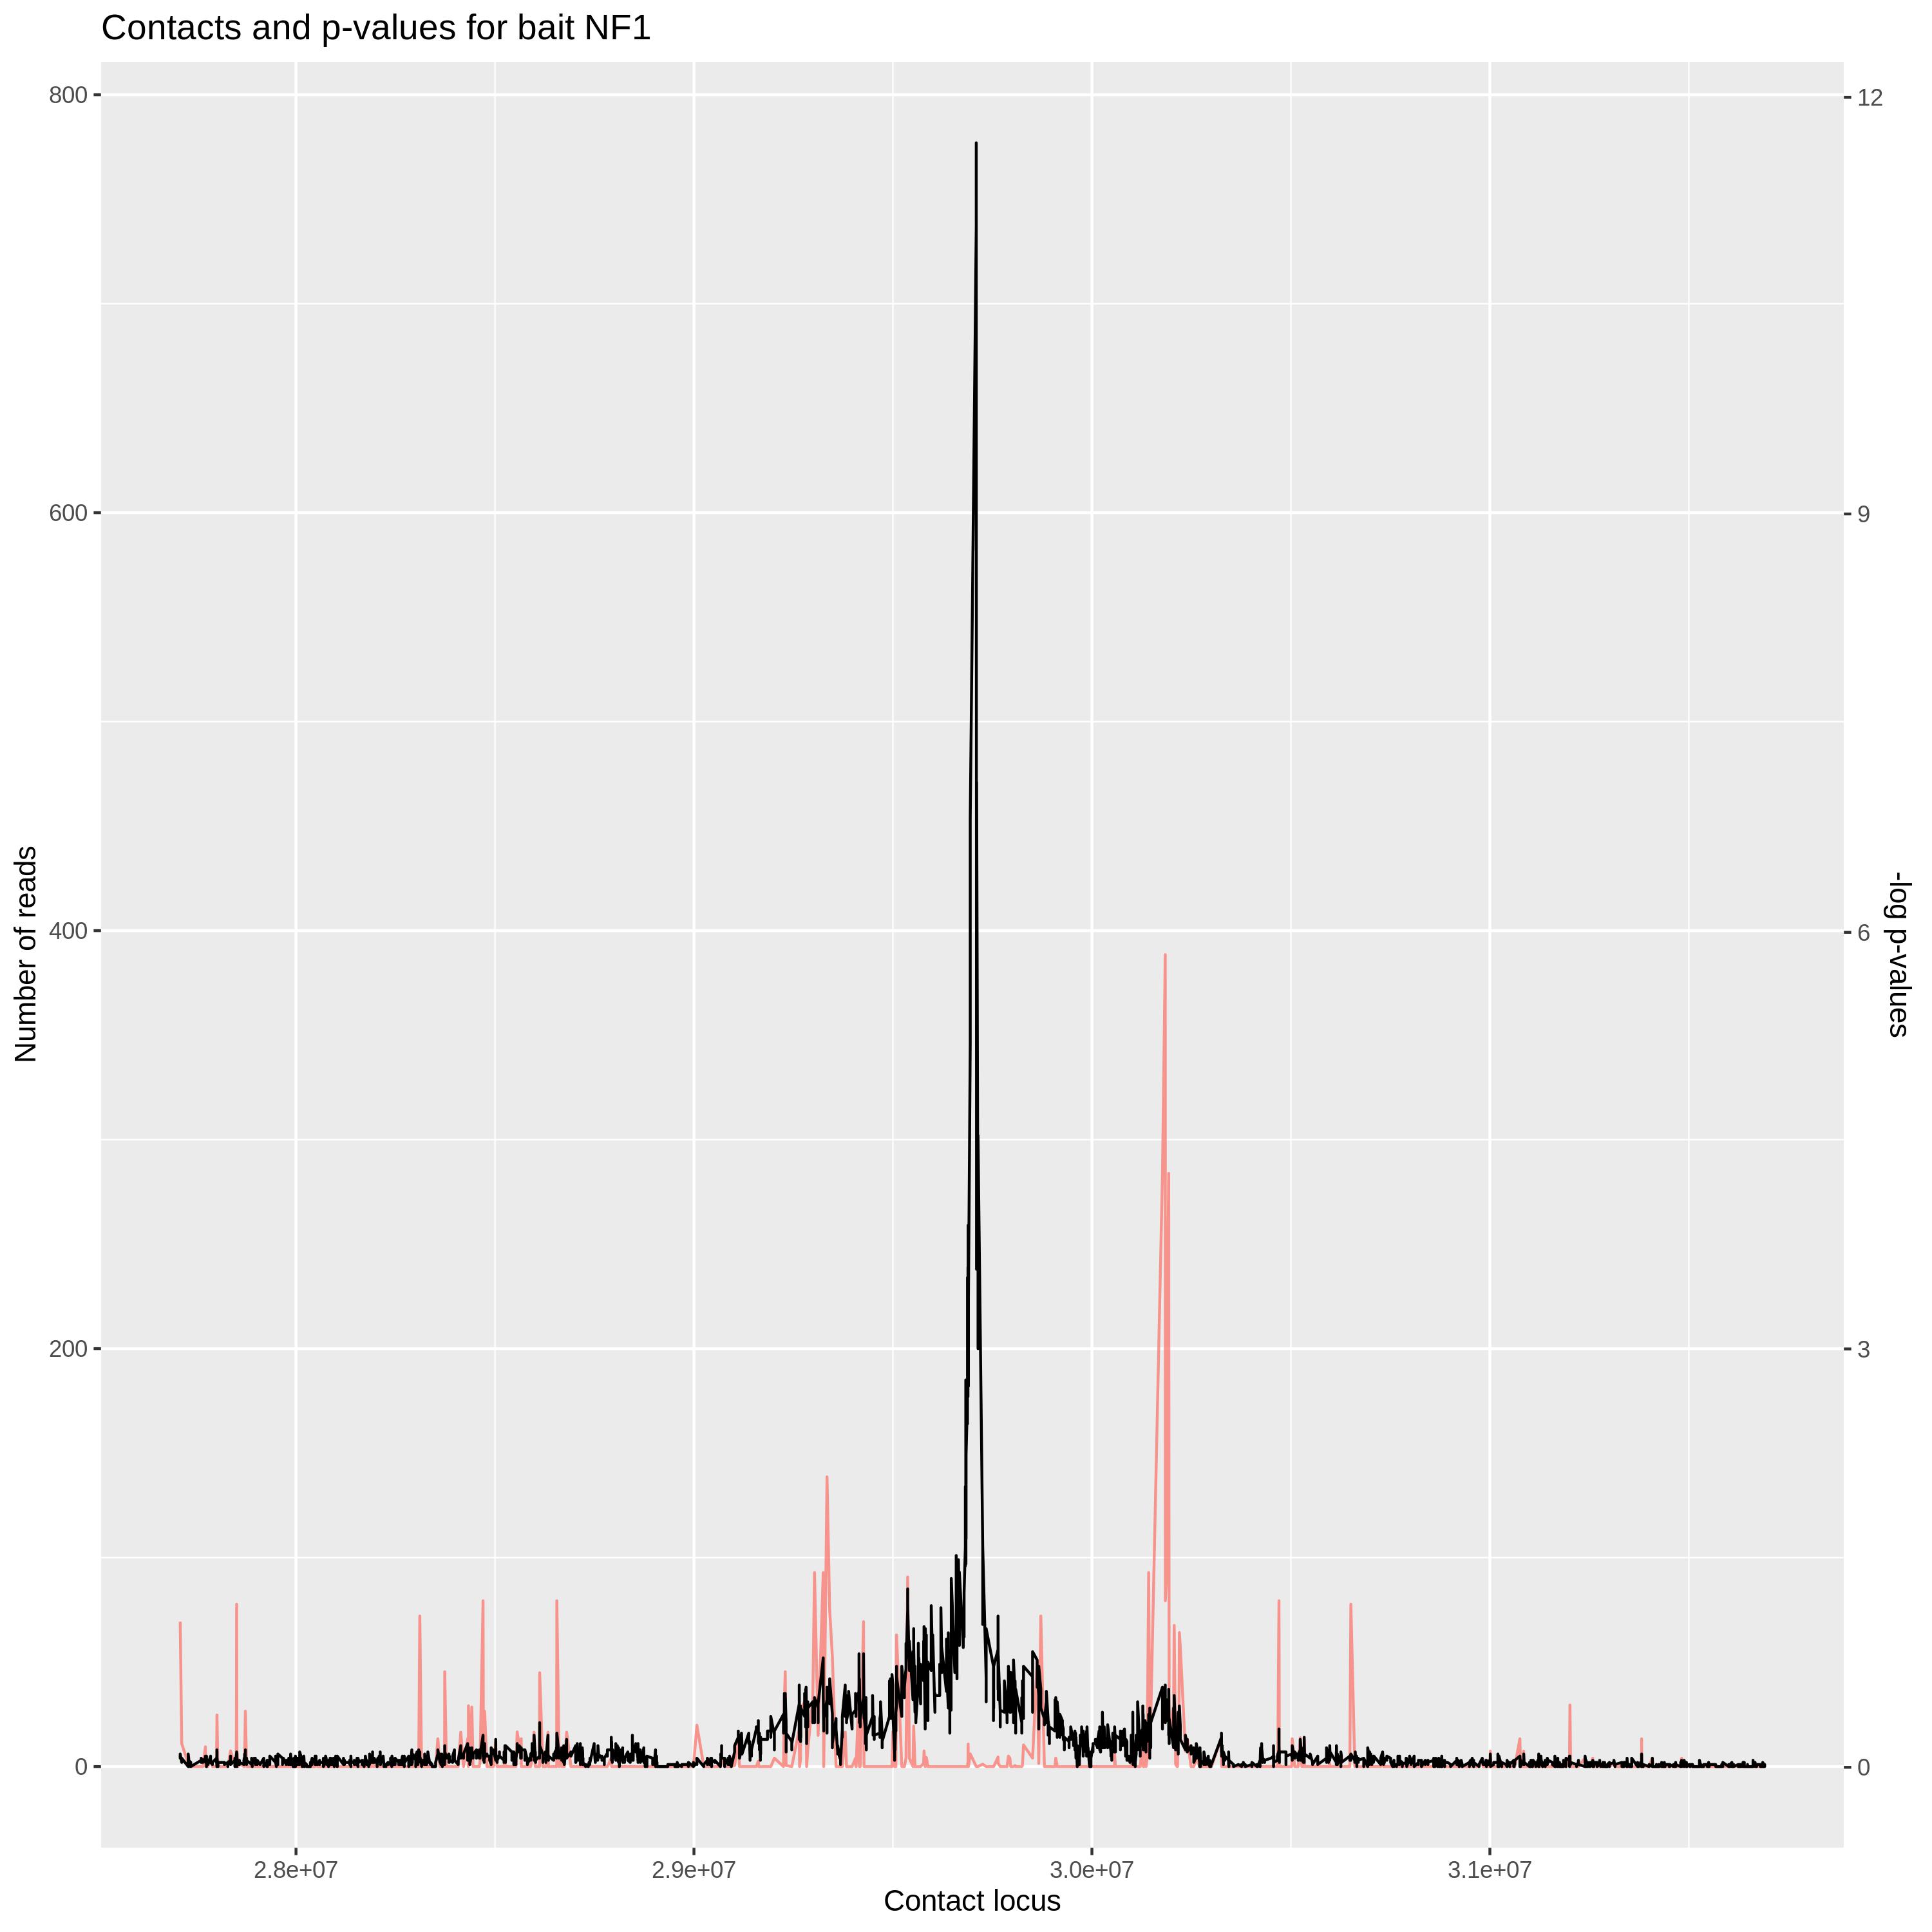 Contacts and p-values for bait NF1
800
600
400
200
0
12
9
6
3
0
Number of reads
-log p-values
2.8e+07
2.9e+07
3.0e+07
3.1e+07
Contact locus